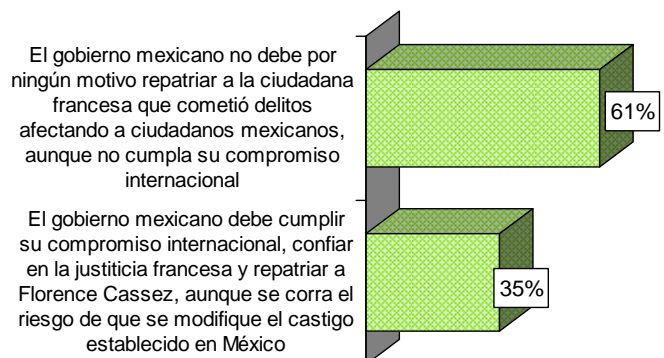 El gobierno mexicano no debe por
ningún motivo repatriar a la ciudadana
francesa que cometió delitos
afectando a ciudadanos mexicanos,
aunque no cumpla su compromiso
internacional
61%
El gobierno mexicano debe cumplir
su compromiso internacional, confiar
en la justiticia francesa y repatriar a
Florence Cassez, aunque se corra el
riesgo de que se modifique el castigo
establecido en México
35%